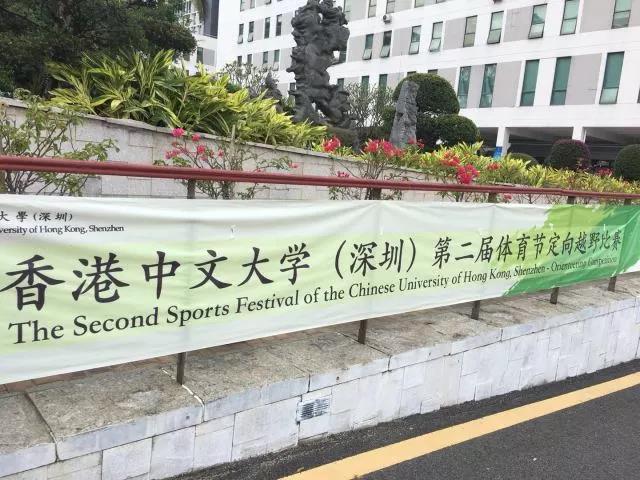 大學(深圳)
University of Hong Kong, Shenzhen
香港中文大学（深圳）第二届体育节定向越野比赛
The Second Sports Festival of the Chinese University of Hong Kong, Shenzhen - Orienteering Competition